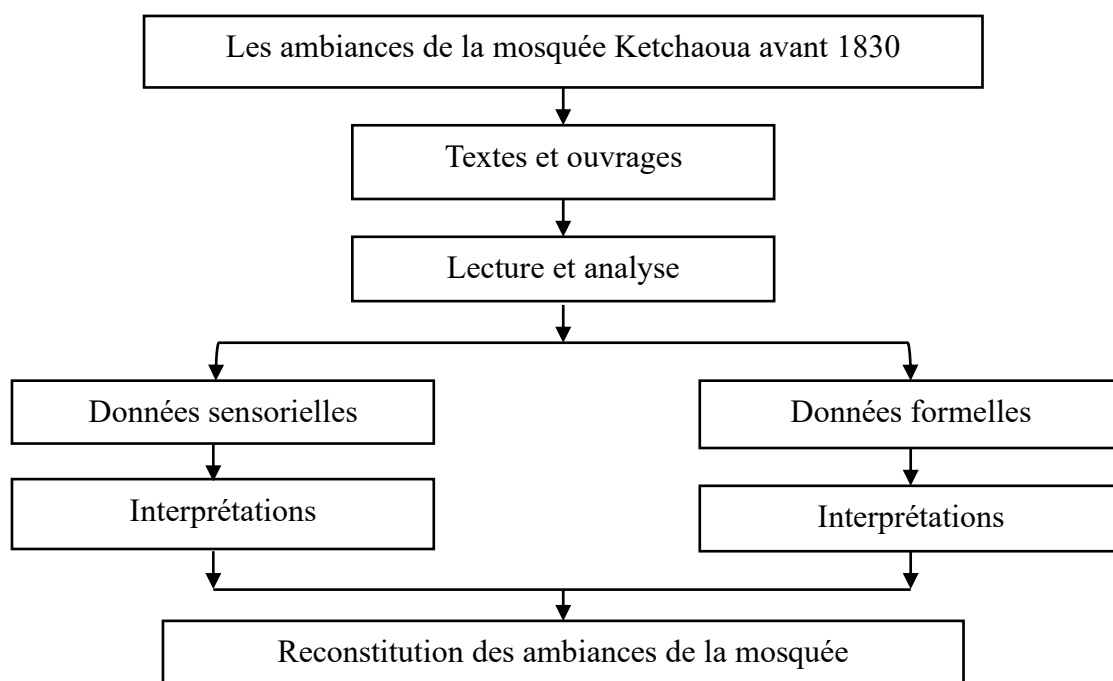 Les ambiances de la mosquée Ketchaoua avant 1830
Textes et ouvrages
Lecture et analyse
Données sensorielles
Données formelles
Interprétations
Interprétations
Reconstitution des ambiances de la mosquée